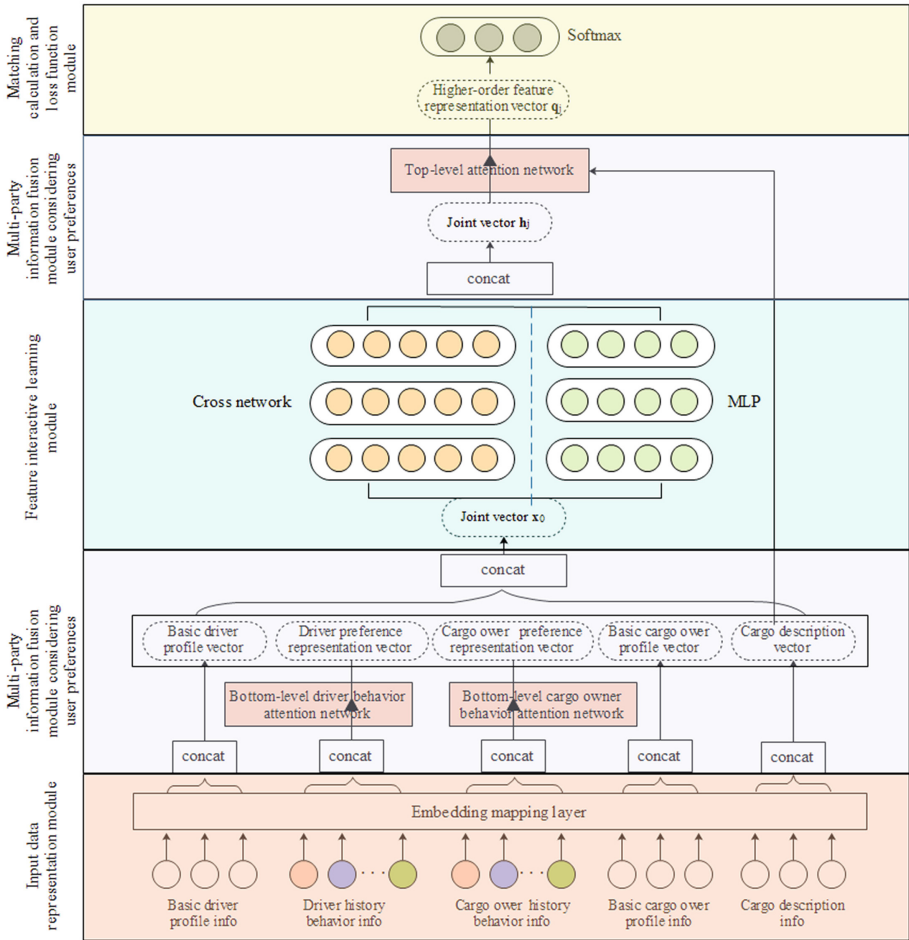 Matching
calculation and
loss function
module
Softmax
Higher-order feature
representation vector qj
Multi-party
information fusion
module considering
user preferences
Top-level attention network
Joint vector hj
concat
Feature interactive learning
module
Cross network
MLP
Joint vector x0
Multi-party
information fusion
module considering
user preferences
concat
Basic driver
profile vector
Driver preference
representation vector
Cargo ower preference
representation vector
Basic cargo ower
profile vector
Cargo description
vector
Bottom-level driver behavior
attention network
Bottom-level cargo owner
behavior attention network
concat
concat
concat
concat
concat
Input data
representation module
Embedding mapping layer
Basic driver
profile info
Driver history
behavior info
Cargo ower history
behavior info
Basic cargo ower
profile info
Cargo description
info